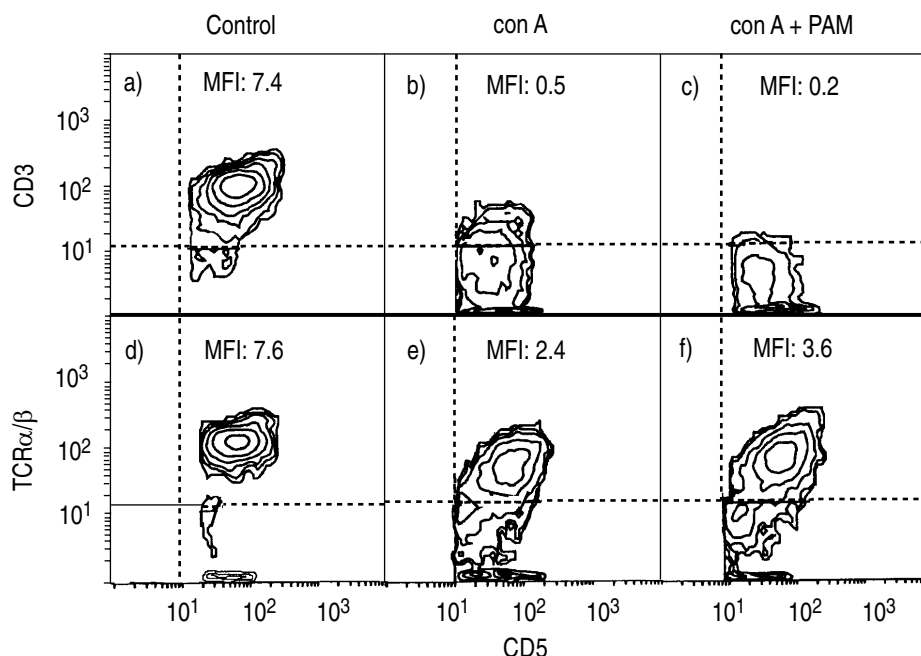 Control con A con A + PAM
a) MFI: 7.4 b) MFI: 0.5 c) MFI: 0.2
CD3
10³
10²
10¹
d) MFI: 7.6 e) MFI: 2.4 f) MFI: 3.6
TCRα/β
10³
10²
10¹
10¹ 10² 10³ 10¹ 10² 10³ 10¹ 10² 10³
CD5